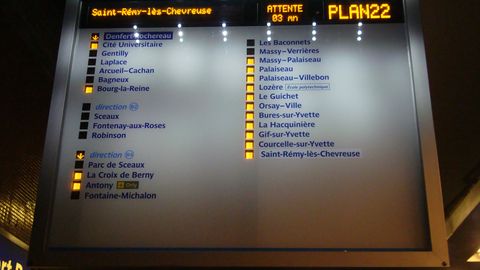 Saint-Rémy-lès-Chevreuse
ATTENTE
03 mn
PLAN22
Denfert-Rochereau
Cité Universitaire
Gentilly
Laplace
Arcueil-Cachan
Bagneux
Bourg-la-Reine
direction
Sceaux
Fontenay-aux-Roses
Robinson
direction
Parc de Sceaux
La Croix de Berny
Antony Orly
Fontaine-Michalon
Les Baconnets
Massy-Verrières
Massy-Palaiseau
Palaiseau
Palaiseau-Villebon
Lozère École polytechnique
Le Guichet
Orsay-Ville
Bures-sur-Yvette
La Hacquinière
Gif-sur-Yvette
Courcelle-sur-Yvette
Saint-Rémy-lès-Chevreuse